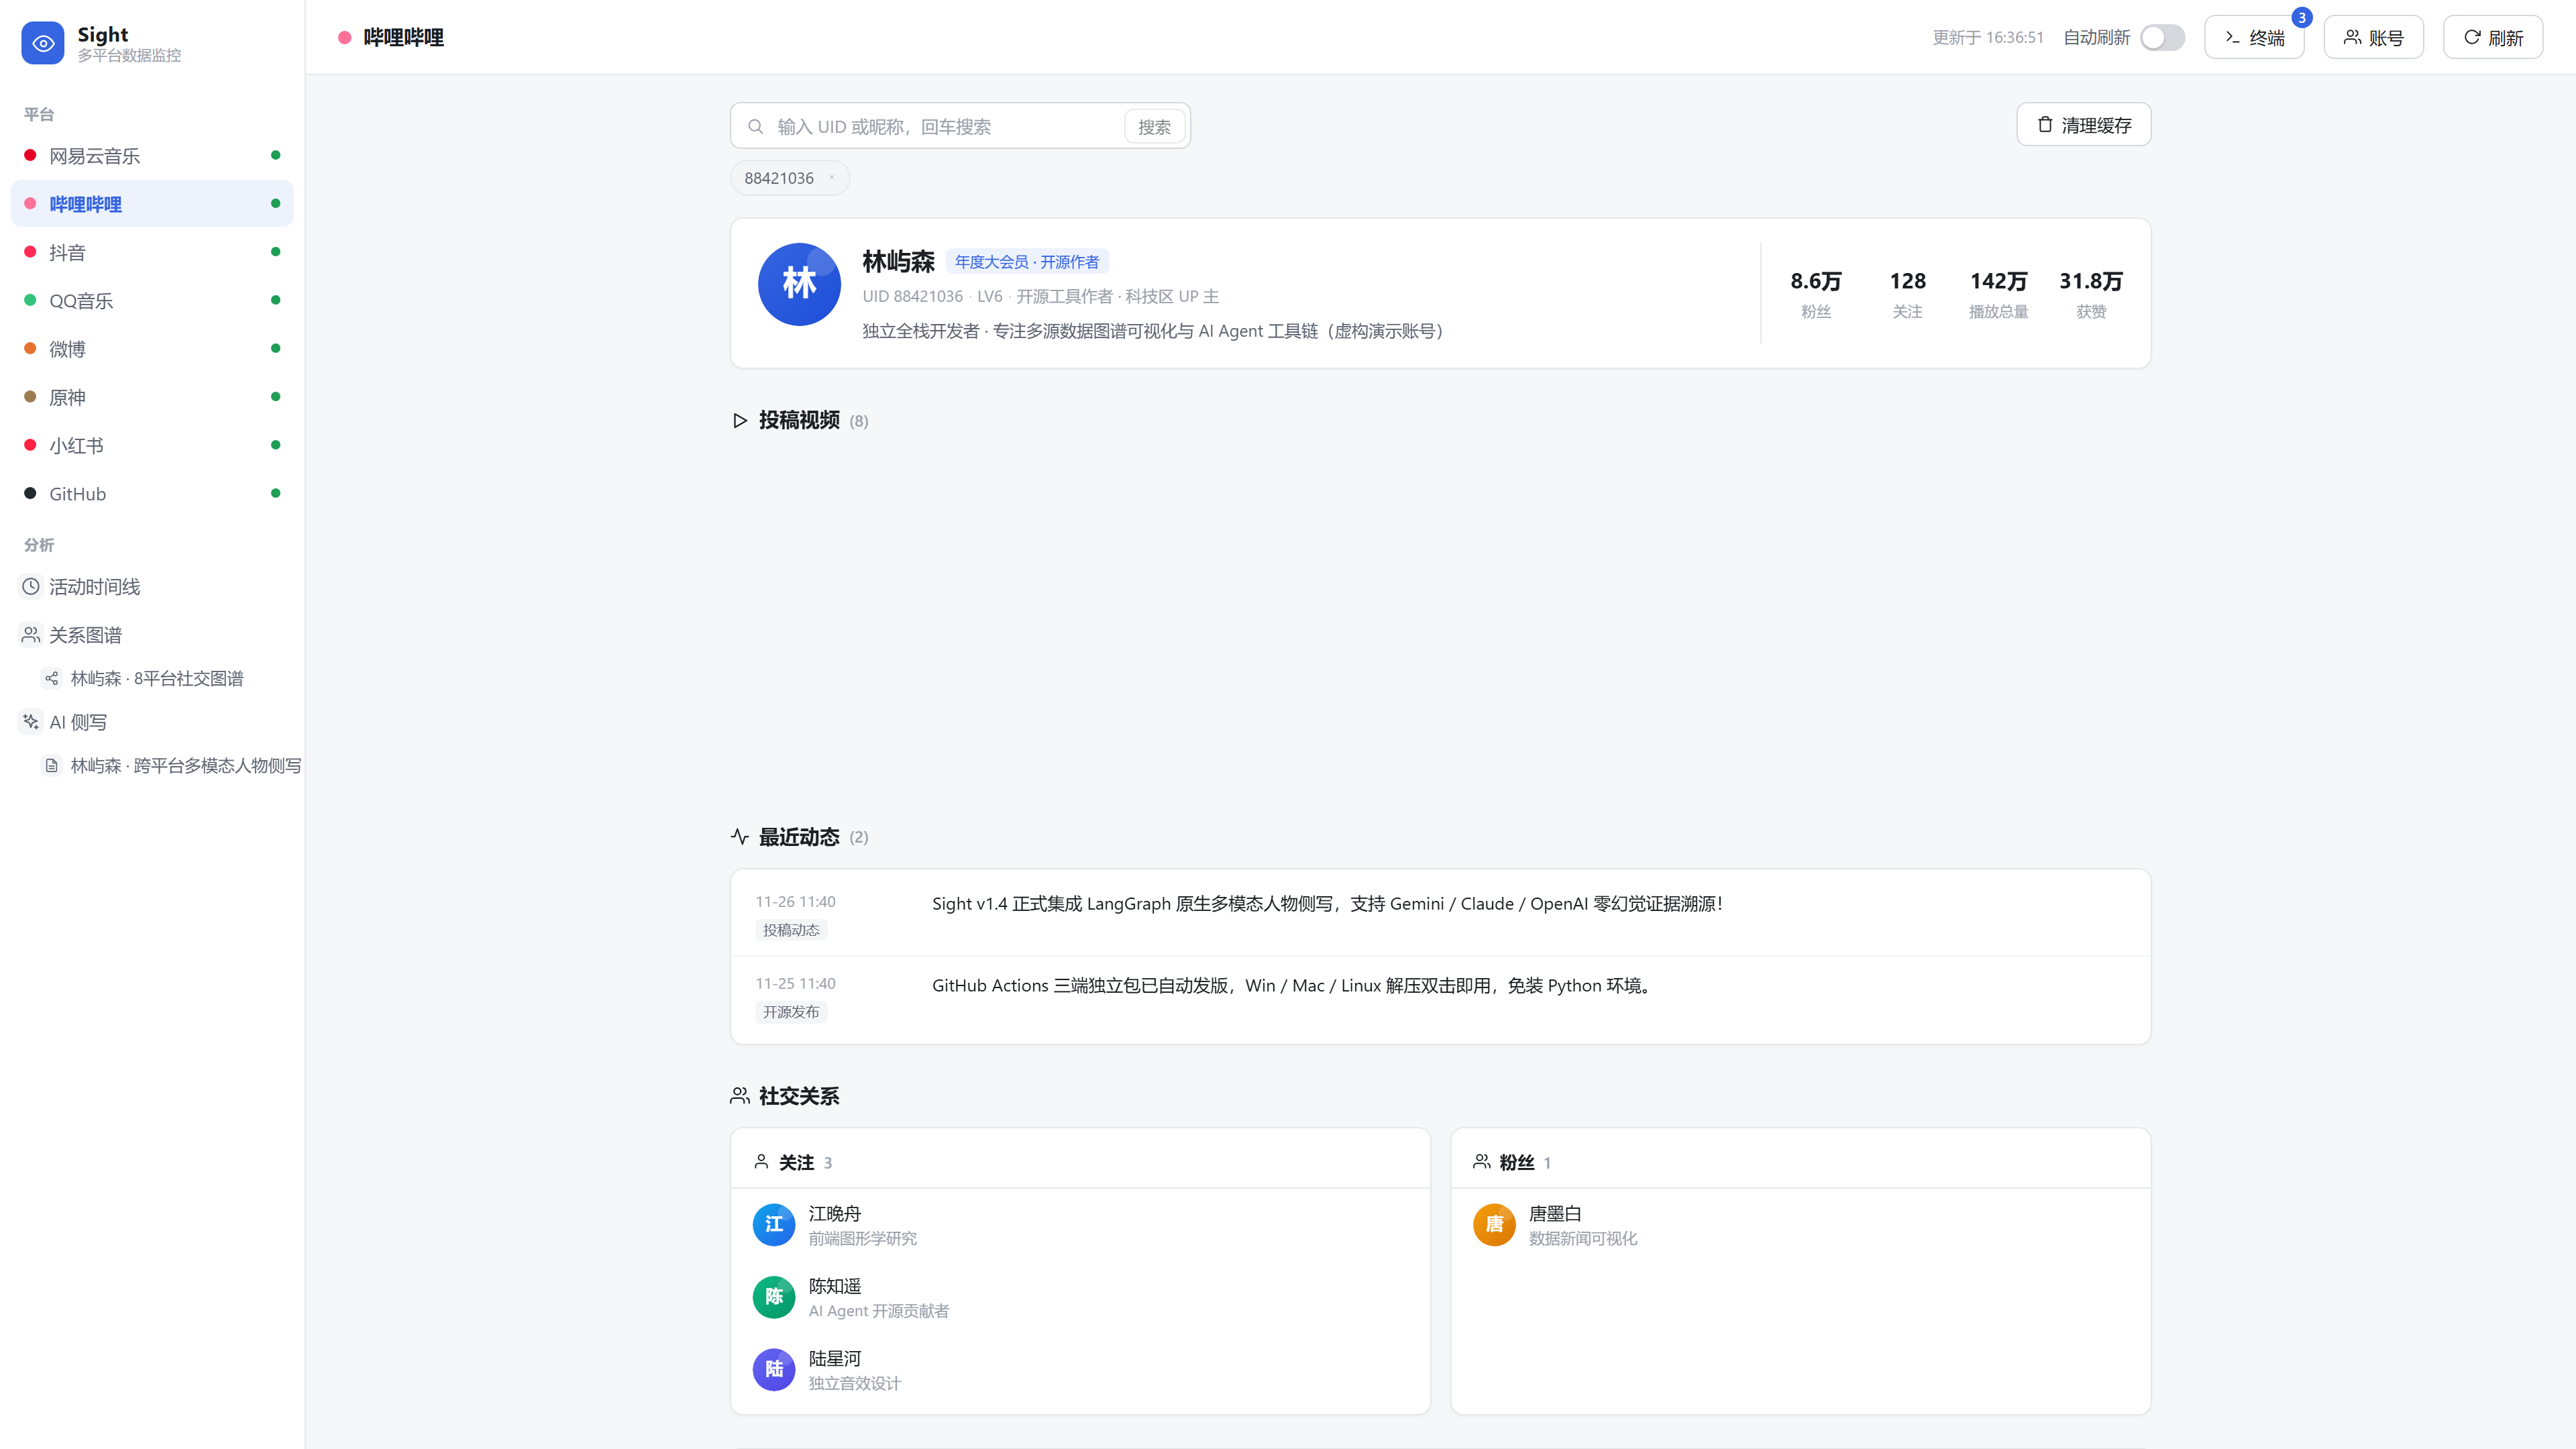 Sight
多平台数据监控
平台
网易云音乐
哔哩哔哩
抖音
QQ音乐
微博
原神
小红书
GitHub
分析
活动时间线
关系图谱
林屿森 · 8平台社交图谱
AI 侧写
林屿森 · 跨平台多模态人物侧写
哔哩哔哩
更新于 16:36:51
自动刷新
终端
3
账号
刷新
输入 UID 或昵称，回车搜索
搜索
清理缓存
88421036 ×
林
林屿森
年度大会员 · 开源作者
UID 88421036 · LV6 · 开源工具作者 · 科技区 UP 主
独立全栈开发者 · 专注多源数据图谱可视化与 AI Agent 工具链（虚构演示账号）
8.6万
粉丝
128
关注
142万
播放总量
31.8万
获赞
投稿视频 (8)
最近动态 (2)
11-26 11:40
投稿动态
Sight v1.4 正式集成 LangGraph 原生多模态人物侧写，支持 Gemini / Claude / OpenAI 零幻觉证据溯源！
11-25 11:40
开源发布
GitHub Actions 三端独立包已自动发版，Win / Mac / Linux 解压双击即用，免装 Python 环境。
社交关系
关注 3
江
江晚舟
前端图形学研究
陈
陈知遥
AI Agent 开源贡献者
陆
陆星河
独立音效设计
粉丝 1
唐
唐墨白
数据新闻可视化